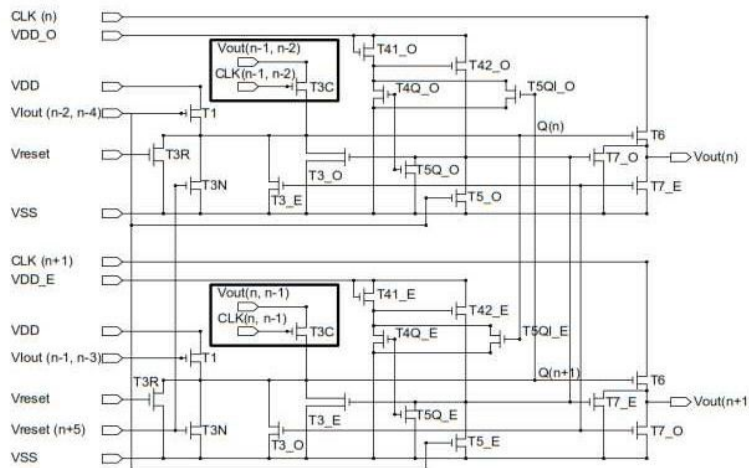 CLK (n)
VDD_O
Vout(n-1, n-2)
T41_O
CLK(n-1, n-2)
T42_O
VDD
T3C
T4Q_O
T5QI_O
VIout (n-2, n-4)
T1
Q(n)
T6
Vreset
T3R
T3_O
T5Q_O
T7_O
Vout(n)
T3N
T3_E
T5_O
T7_E
VSS
CLK (n+1)
VDD_E
Vout(n, n-1)
T41_E
CLK(n, n-1)
T42_E
VDD
T3C
T4Q_E
T5QI_E
VIout (n-1, n-3)
T1
T3R
Q(n+1)
T6
Vreset
T3_E
T5Q_E
T7_E
Vout(n+1
Vreset (n+5)
T3N
T3_O
T5_E
T7_O
VSS